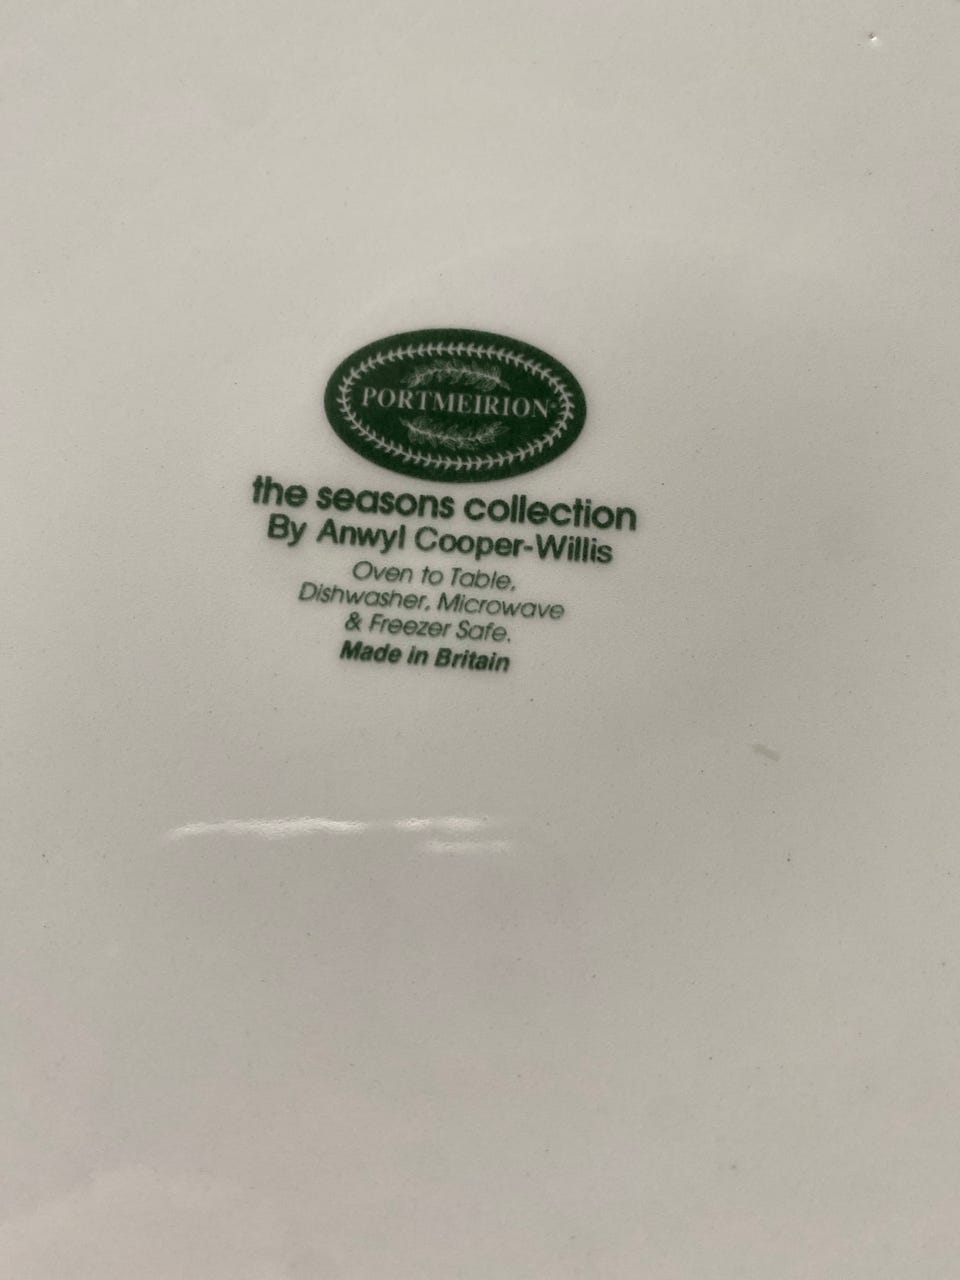 PORTMEIRION®
the seasons collection
By Anwyl Cooper-Willis
Oven to Table,
Dishwasher, Microwave
& Freezer Safe.
Made in Britain